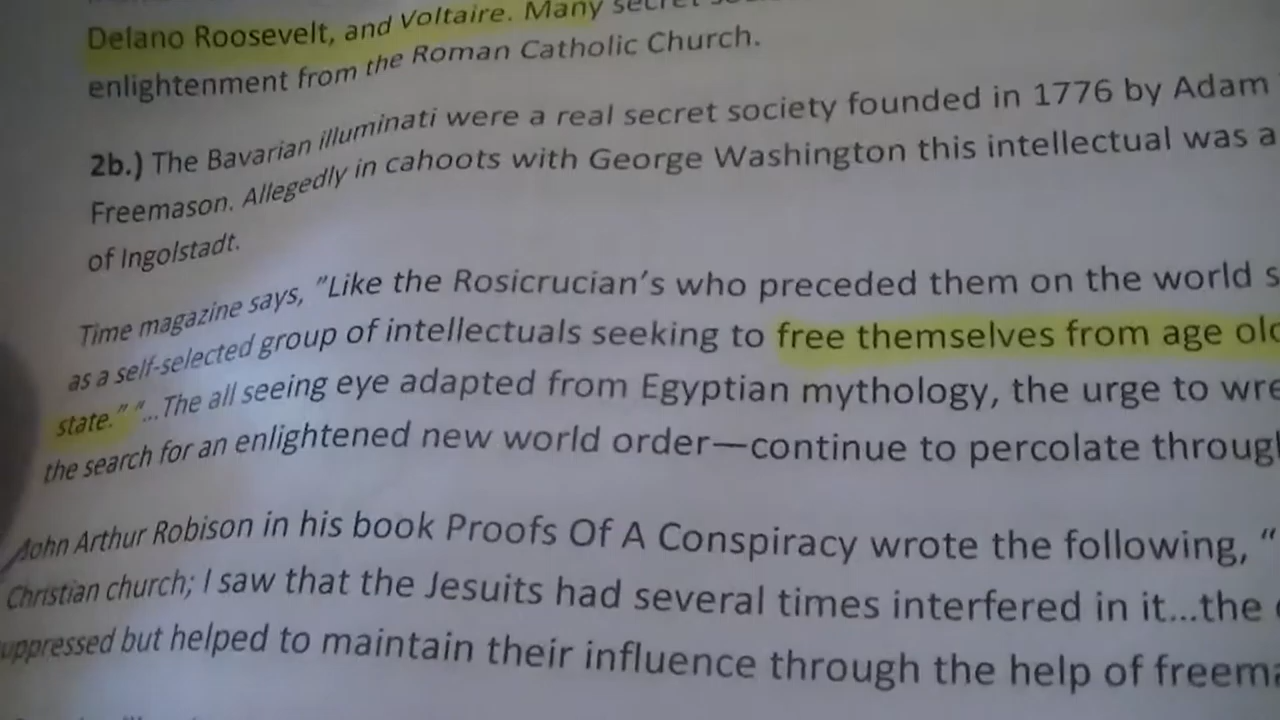 Delano Roosevelt, and Voltaire. Many secret
enlightenment from the Roman Catholic Church.
2b.) The Bavarian illuminati were a real secret society founded in 1776 by Adam
Freemason. Allegedly in cahoots with George Washington this intellectual was a
of Ingolstadt.
Time magazine says, "Like the Rosicrucian's who preceded them on the world s
as a self-selected group of intellectuals seeking to free themselves from age old
state." "...The all seeing eye adapted from Egyptian mythology, the urge to wre
the search for an enlightened new world order—continue to percolate through
John Arthur Robison in his book Proofs Of A Conspiracy wrote the following, "
Christian church; I saw that the Jesuits had several times interfered in it...the
uppressed but helped to maintain their influence through the help of freema